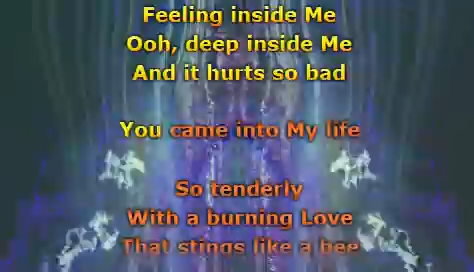 Feeling inside Me
Ooh, deep inside Me
And it hurts so bad
You came into My life
So tenderly
With a burning Love
That stings like a bee